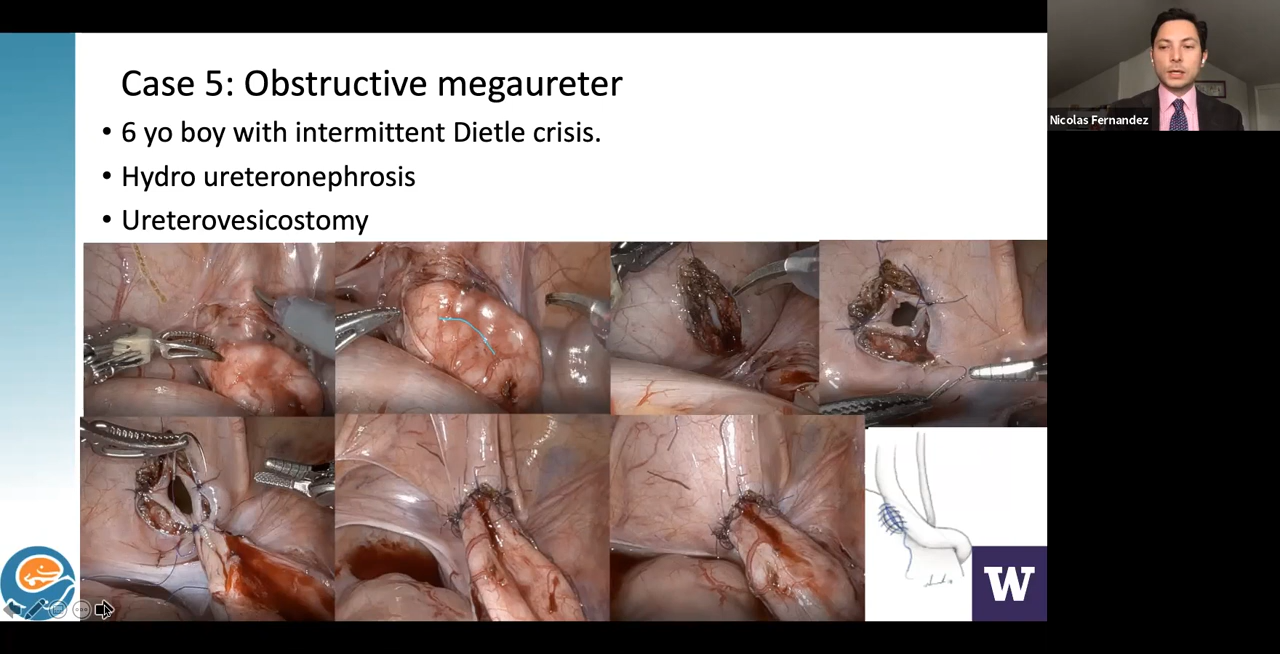 Case 5: Obstructive megaureter
• 6 yo boy with intermittent Dietle crisis.
• Hydro ureteronephrosis
• Ureterovesicostomy
Nicolas Fernandez
W